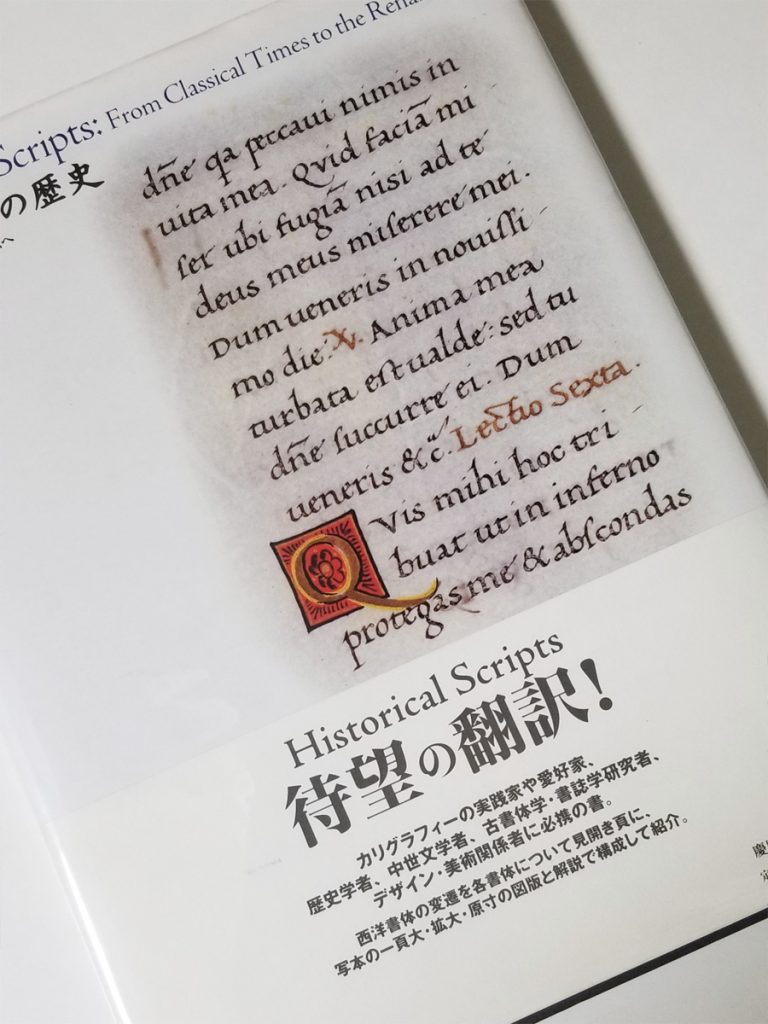 Scripts: From Classical Times to the Rena
の歴史
へ
dn̄e qa peccaui nimis in
uita mea. Quid faciā mi
ſer ubi fugiā niſi ad te
deus meus miſerere mei.
Dum ueneris in nouiſſi
mo die. V. Anima mea
turbata eſt ualde: sed tu
dn̄e ſuccurre ei. Dum
ueneris &c. Lectio Sexta.
Quis mihi hoc tri
buat ut in inferno
protegas me & abſcondas
Historical Scripts
待望の翻訳!
カリグラフィーの実践家や愛好家、
歴史学者、中世文学者、古書体学・書誌学研究者、
デザイン・美術関係者に必携の書。
西洋書体の変遷を各書体について見開き頁に、
写本の一頁大・拡大・原寸の図版と解説で構成して紹介。
慶
定